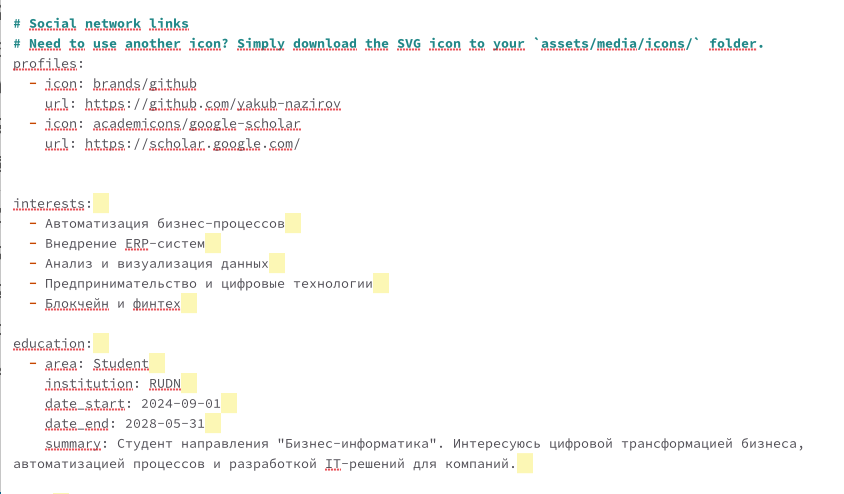 # Social network links
# Need to use another icon? Simply download the SVG icon to your `assets/media/icons/` folder.
profiles:
  - icon: brands/github
    url: https://github.com/yakub-nazirov
  - icon: academicons/google-scholar
    url: https://scholar.google.com/
interests:
  - Автоматизация бизнес-процессов
  - Внедрение ERP-систем
  - Анализ и визуализация данных
  - Предпринимательство и цифровые технологии
  - Блокчейн и финтех
education:
  - area: Student
    institution: RUDN
    date_start: 2024-09-01
    date_end: 2028-05-31
    summary: Студент направления "Бизнес-информатика". Интересуюсь цифровой трансформацией бизнеса,
автоматизацией процессов и разработкой IT-решений для компаний.